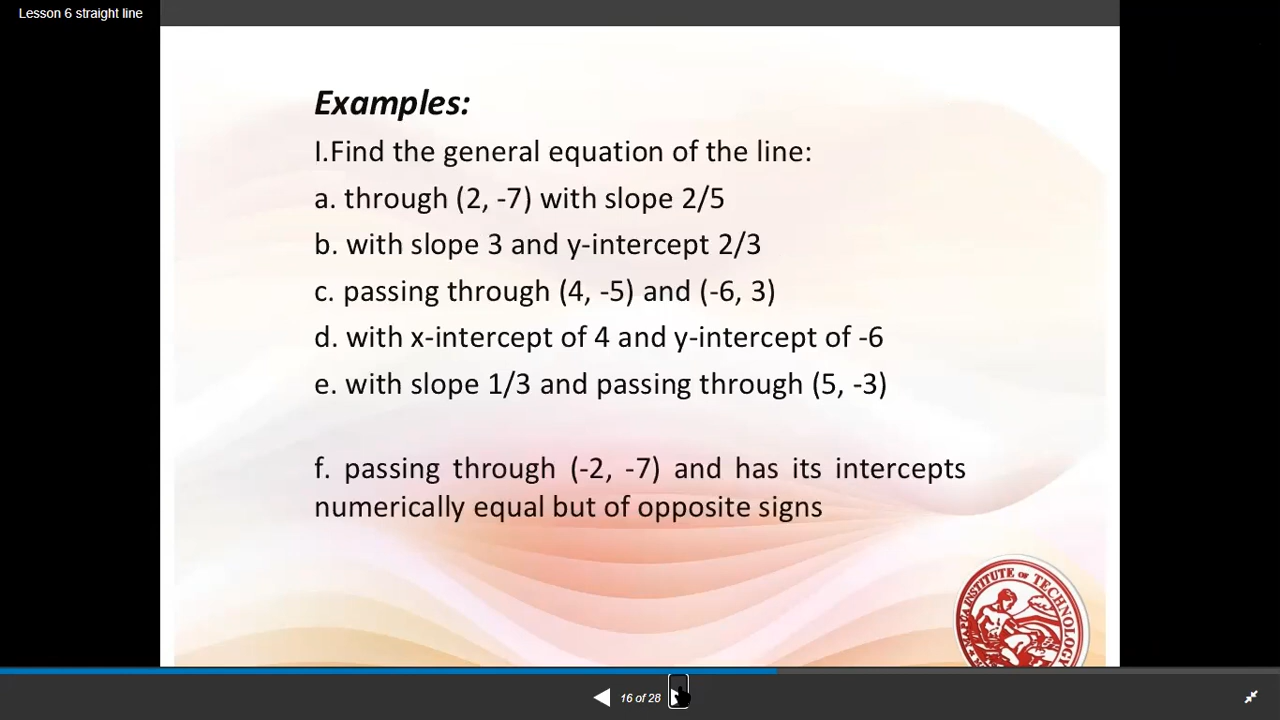 Lesson 6 straight line
Examples:
I.Find the general equation of the line:
a. through (2, -7) with slope 2/5
b. with slope 3 and y-intercept 2/3
c. passing through (4, -5) and (-6, 3)
d. with x-intercept of 4 and y-intercept of -6
e. with slope 1/3 and passing through (5, -3)
f. passing through (-2, -7) and has its intercepts
numerically equal but of opposite signs
INSTITUTE OF TECHNOLOGY
16 of 28